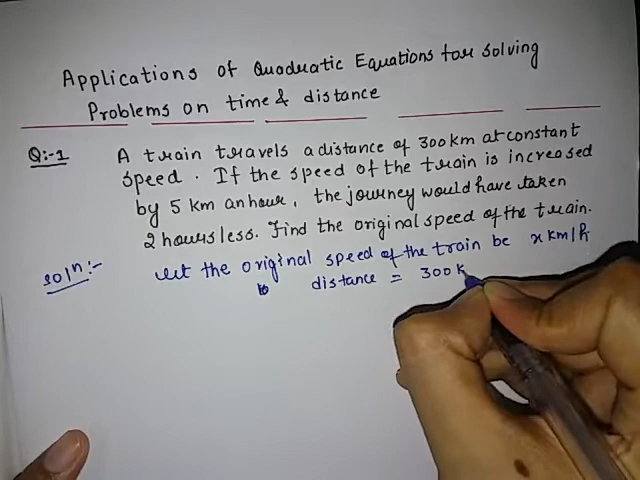 Applications of Quadratic Equations for solving
Problems on time & distance
Q:-1 A train travels a distance of 300 km at constant
speed. If the speed of the train is increased
by 5 km an hour, the journey would have taken
2 hours less. Find the original speed of the train.
Soln:- Let the original speed of the train be x km/h
distance = 300 k